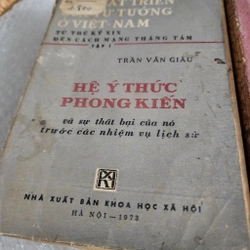 PHÁT TRIỂN
TƯ TƯỞNG
Ở VIỆT-NAM
TỪ THẾ KỶ XIX
ĐẾN CÁCH MẠNG THÁNG TÁM
TẬP I
TRẦN VĂN GIÀU
HỆ Ý THỨC
PHONG KIẾN
và sự thất bại của nó
trước các nhiệm vụ lịch sử
NHÀ XUẤT BẢN KHOA HỌC XÃ HỘI
HÀ NỘI — 1973